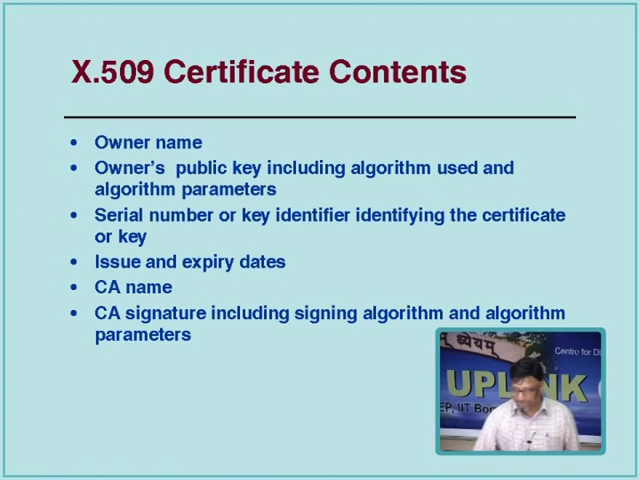 X.509 Certificate Contents
• Owner name
• Owner's public key including algorithm used and
algorithm parameters
• Serial number or key identifier identifying the certificate
or key
• Issue and expiry dates
• CA name
• CA signature including signing algorithm and algorithm
parameters
ध्येयम्
Centre for Di
UPLINK
EP, IIT Bom